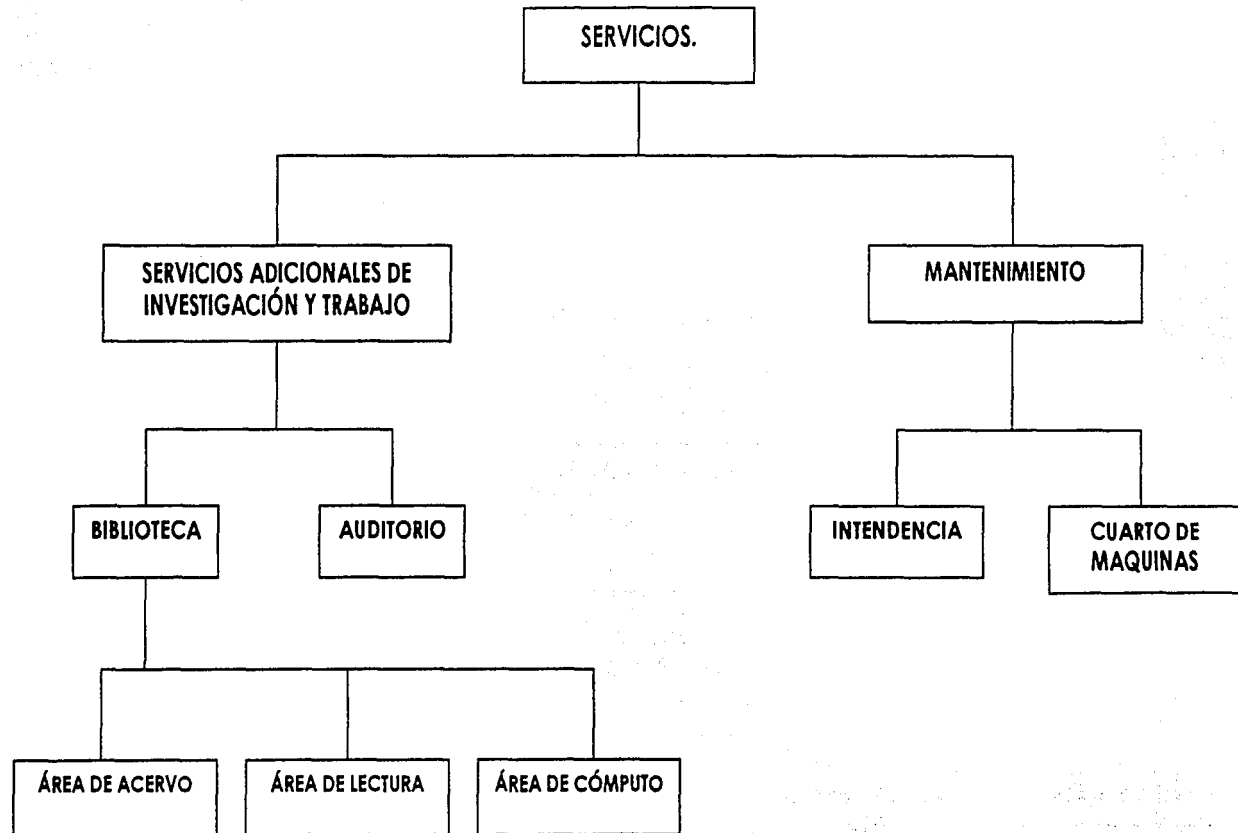 SERVICIOS.
SERVICIOS ADICIONALES DE
INVESTIGACIÓN Y TRABAJO
MANTENIMIENTO
BIBLIOTECA
AUDITORIO
INTENDENCIA
CUARTO DE
MAQUINAS
ÁREA DE ACERVO
ÁREA DE LECTURA
ÁREA DE CÓMPUTO